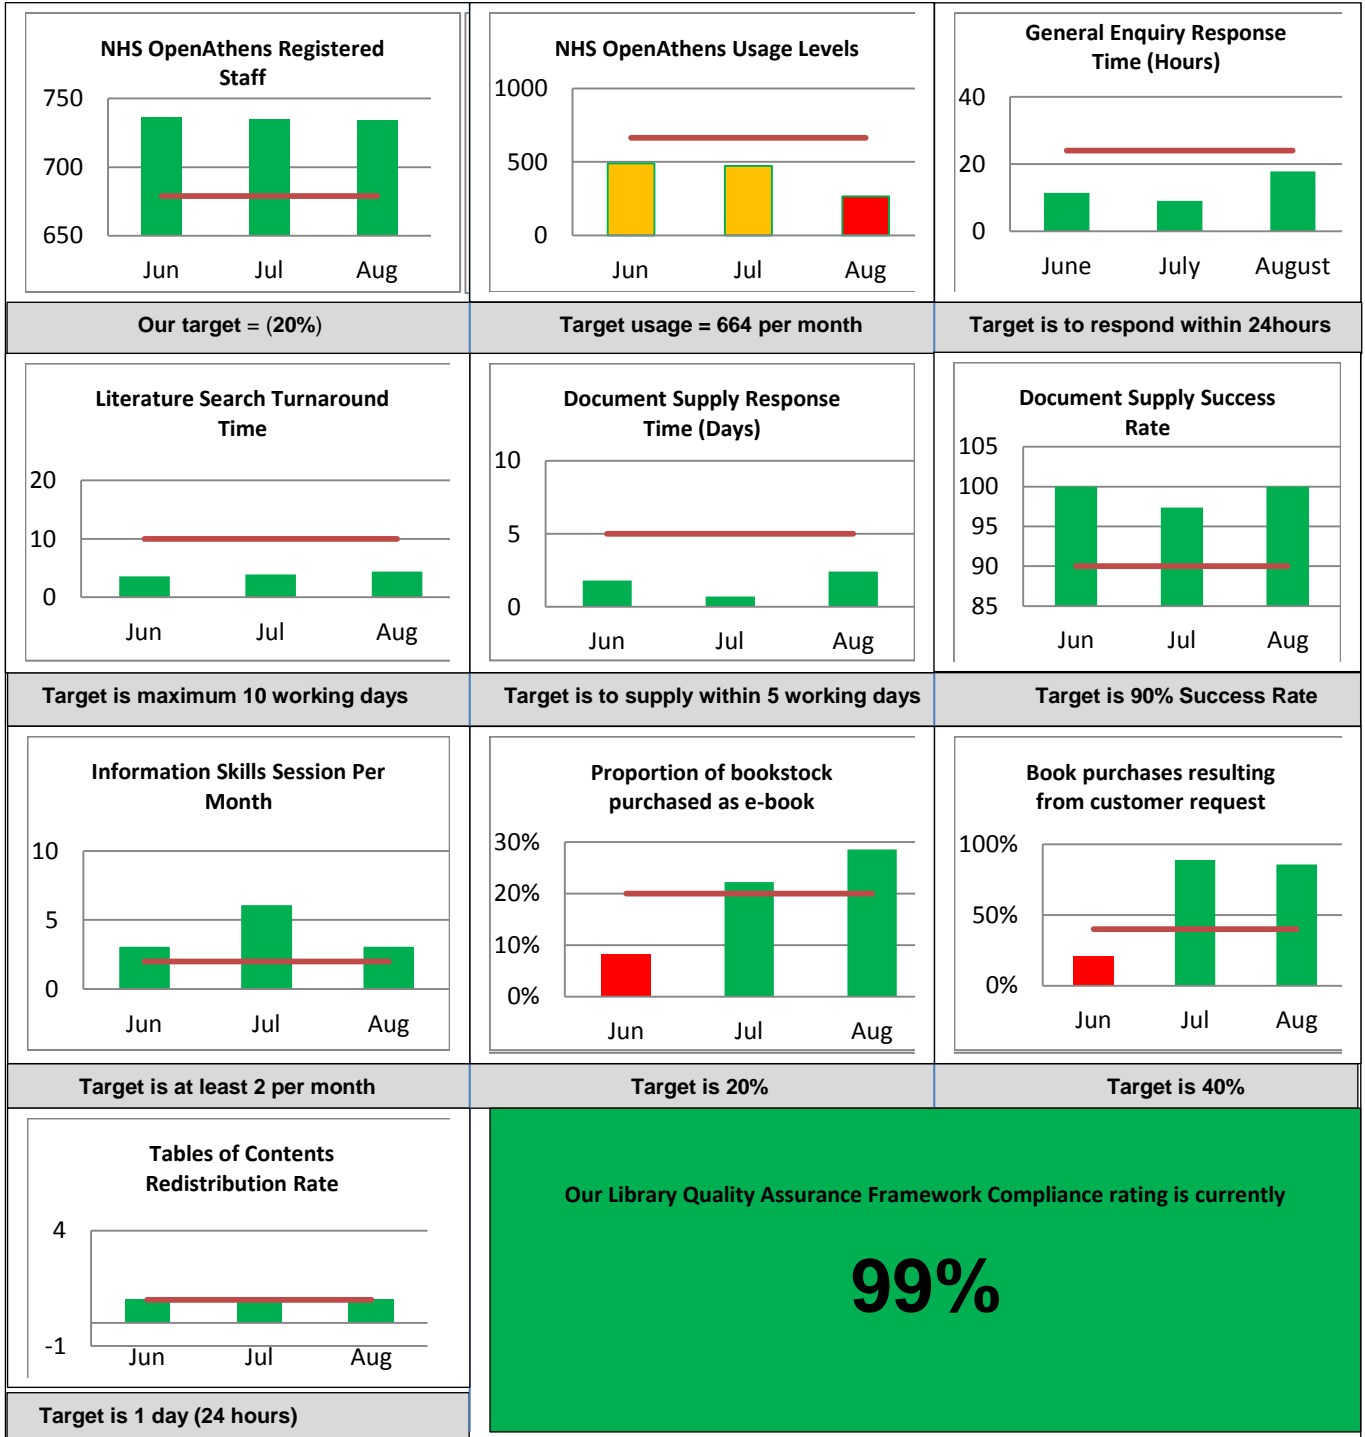 NHS OpenAthens Registered
Staff
750
700
650
Jun Jul Aug
NHS OpenAthens Usage Levels
1000
500
0
Jun Jul Aug
General Enquiry Response
Time (Hours)
40
20
0
June July August
Our target = (20%)
Target usage = 664 per month
Target is to respond within 24hours
Literature Search Turnaround
Time
20
10
0
Jun Jul Aug
Document Supply Response
Time (Days)
10
5
0
Jun Jul Aug
Document Supply Success
Rate
105
100
95
90
85
Jun Jul Aug
Target is maximum 10 working days
Target is to supply within 5 working days
Target is 90% Success Rate
Information Skills Session Per
Month
10
5
0
Jun Jul Aug
Proportion of bookstock
purchased as e-book
30%
20%
10%
0%
Jun Jul Aug
Book purchases resulting
from customer request
100%
50%
0%
Jun Jul Aug
Target is at least 2 per month
Target is 20%
Target is 40%
Tables of Contents
Redistribution Rate
4
-1
Jun Jul Aug
Target is 1 day (24 hours)
Our Library Quality Assurance Framework Compliance rating is currently
99%